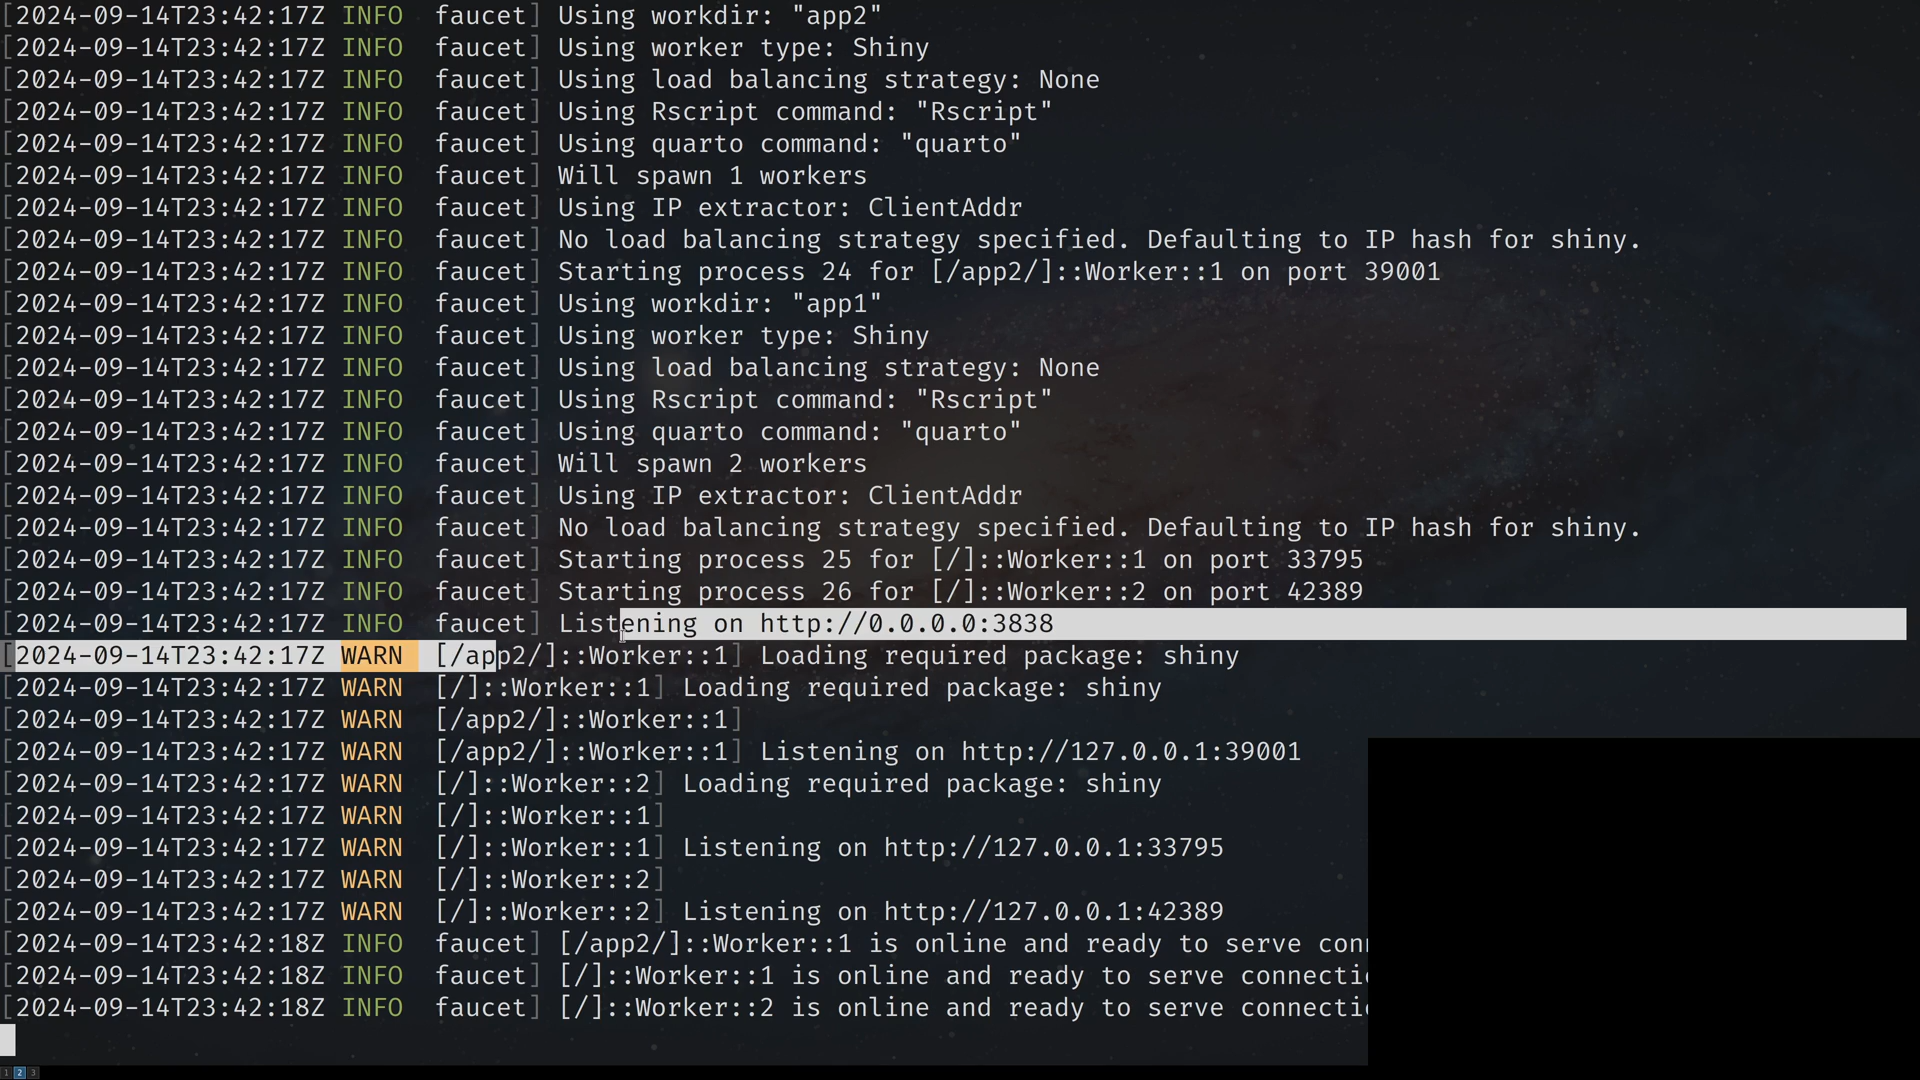 [2024-09-14T23:42:17Z INFO  faucet] Using workdir: "app2"
[2024-09-14T23:42:17Z INFO  faucet] Using worker type: Shiny
[2024-09-14T23:42:17Z INFO  faucet] Using load balancing strategy: None
[2024-09-14T23:42:17Z INFO  faucet] Using Rscript command: "Rscript"
[2024-09-14T23:42:17Z INFO  faucet] Using quarto command: "quarto"
[2024-09-14T23:42:17Z INFO  faucet] Will spawn 1 workers
[2024-09-14T23:42:17Z INFO  faucet] Using IP extractor: ClientAddr
[2024-09-14T23:42:17Z INFO  faucet] No load balancing strategy specified. Defaulting to IP hash for shiny.
[2024-09-14T23:42:17Z INFO  faucet] Starting process 24 for [/app2/]::Worker::1 on port 39001
[2024-09-14T23:42:17Z INFO  faucet] Using workdir: "app1"
[2024-09-14T23:42:17Z INFO  faucet] Using worker type: Shiny
[2024-09-14T23:42:17Z INFO  faucet] Using load balancing strategy: None
[2024-09-14T23:42:17Z INFO  faucet] Using Rscript command: "Rscript"
[2024-09-14T23:42:17Z INFO  faucet] Using quarto command: "quarto"
[2024-09-14T23:42:17Z INFO  faucet] Will spawn 2 workers
[2024-09-14T23:42:17Z INFO  faucet] Using IP extractor: ClientAddr
[2024-09-14T23:42:17Z INFO  faucet] No load balancing strategy specified. Defaulting to IP hash for shiny.
[2024-09-14T23:42:17Z INFO  faucet] Starting process 25 for [/]::Worker::1 on port 33795
[2024-09-14T23:42:17Z INFO  faucet] Starting process 26 for [/]::Worker::2 on port 42389
[2024-09-14T23:42:17Z INFO  faucet] Listening on http://0.0.0.0:3838
[2024-09-14T23:42:17Z WARN  [/app2/]::Worker::1] Loading required package: shiny
[2024-09-14T23:42:17Z WARN  [/]::Worker::1] Loading required package: shiny
[2024-09-14T23:42:17Z WARN  [/app2/]::Worker::1]
[2024-09-14T23:42:17Z WARN  [/app2/]::Worker::1] Listening on http://127.0.0.1:39001
[2024-09-14T23:42:17Z WARN  [/]::Worker::2] Loading required package: shiny
[2024-09-14T23:42:17Z WARN  [/]::Worker::1]
[2024-09-14T23:42:17Z WARN  [/]::Worker::1] Listening on http://127.0.0.1:33795
[2024-09-14T23:42:17Z WARN  [/]::Worker::2]
[2024-09-14T23:42:17Z WARN  [/]::Worker::2] Listening on http://127.0.0.1:42389
[2024-09-14T23:42:18Z INFO  faucet] [/app2/]::Worker::1 is online and ready to serve
[2024-09-14T23:42:18Z INFO  faucet] [/]::Worker::1 is online and ready to serve
[2024-09-14T23:42:18Z INFO  faucet] [/]::Worker::2 is online and ready to serve
1 2 3